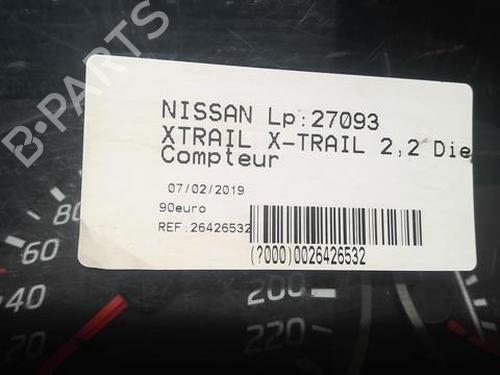 B-PARTS
NISSAN Lp:27093
XTRAIL X-TRAIL 2,2 Die
Compteur
07/02/2019
90euro
REF:26426532
(?000)0026426532
80
60
40
20
200
220